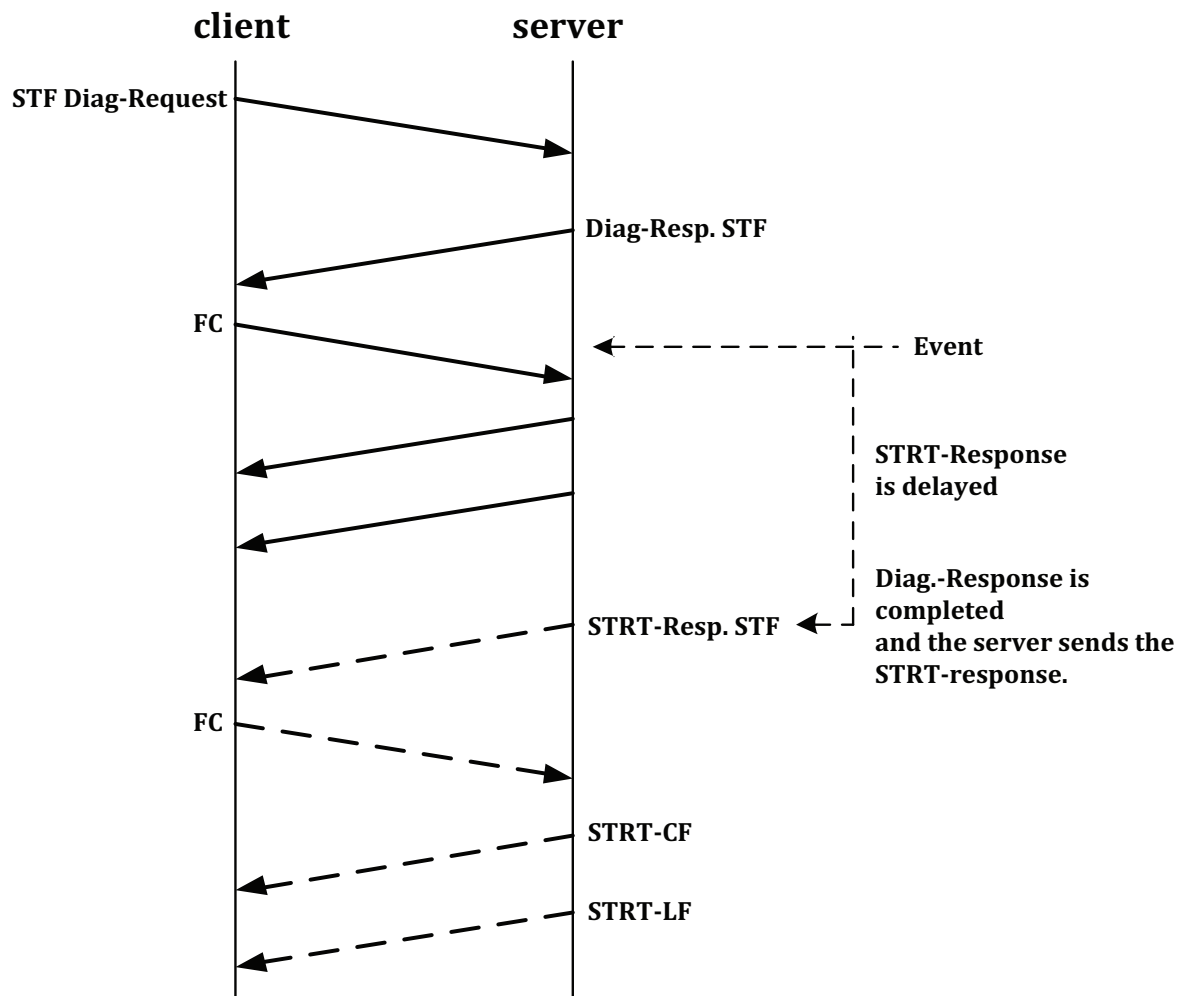 client
server
STF Diag-Request
Diag-Resp. STF
FC
Event
STRT-Response
is delayed
Diag.-Response is
completed
and the server sends the
STRT-response.
STRT-Resp. STF
FC
STRT-CF
STRT-LF